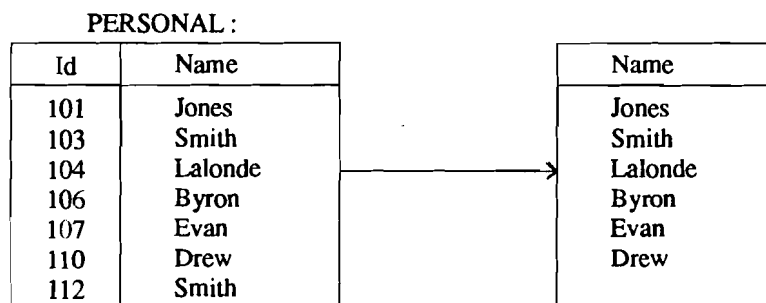 PERSONAL :
Id Name Name
101 Jones Jones
103 Smith Smith
104 Lalonde Lalonde
106 Byron Byron
107 Evan Evan
110 Drew Drew
112 Smith